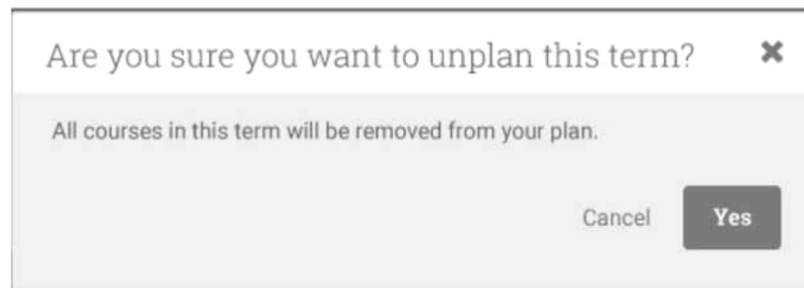 Are you sure you want to unplan this term?
All courses in this term will be removed from your plan.
Cancel Yes